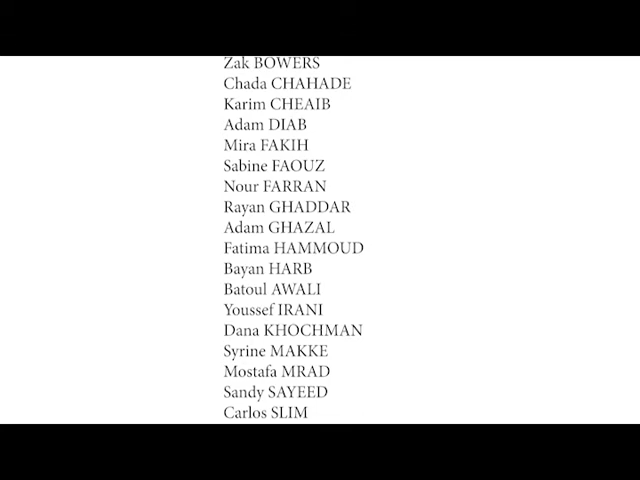 Zak BOWERS
Chada CHAHADE
Karim CHEAIB
Adam DIAB
Mira FAKIH
Sabine FAOUZ
Nour FARRAN
Rayan GHADDAR
Adam GHAZAL
Fatima HAMMOUD
Bayan HARB
Batoul AWALI
Youssef IRANI
Dana KHOCHMAN
Syrine MAKKE
Mostafa MRAD
Sandy SAYEED
Carlos SLIM